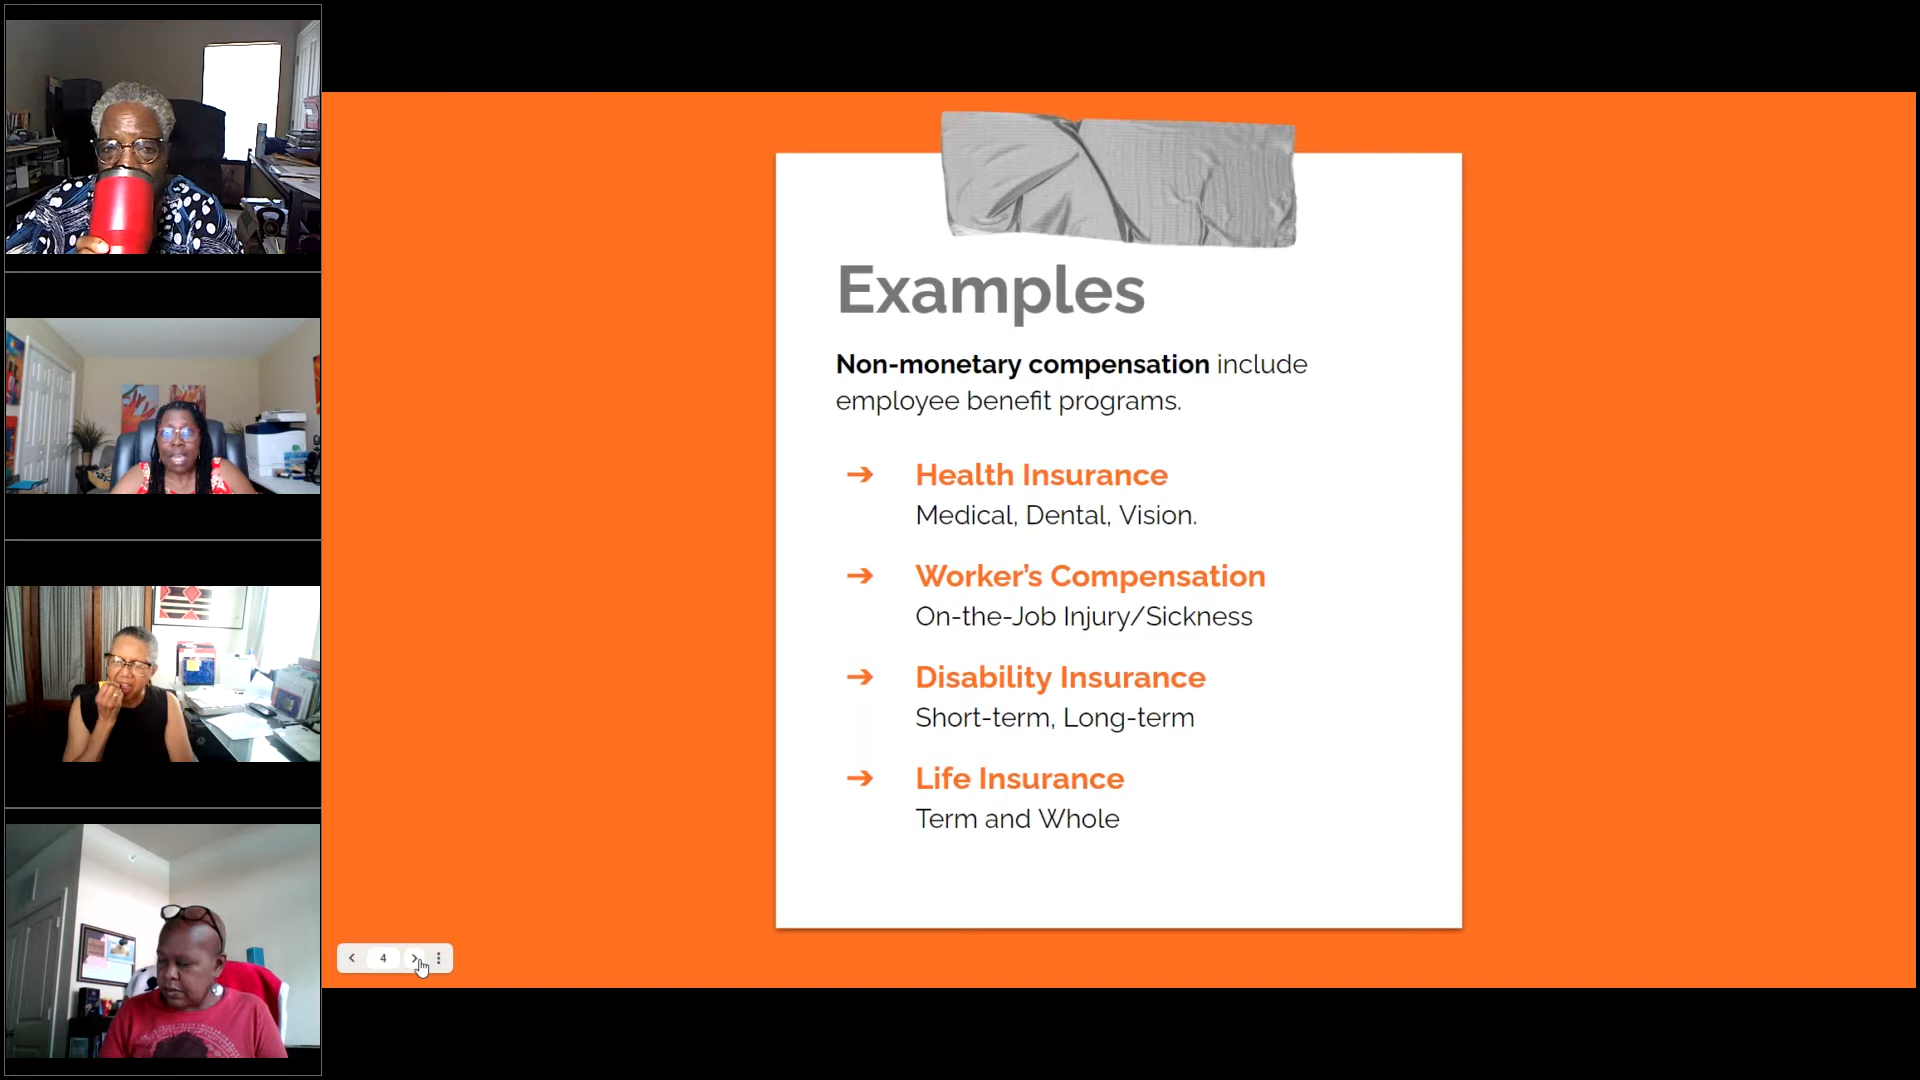 Examples
Non-monetary compensation include
employee benefit programs.
➔ Health Insurance
Medical, Dental, Vision.
➔ Worker’s Compensation
On-the-Job Injury/Sickness
➔ Disability Insurance
Short-term, Long-term
➔ Life Insurance
Term and Whole
4